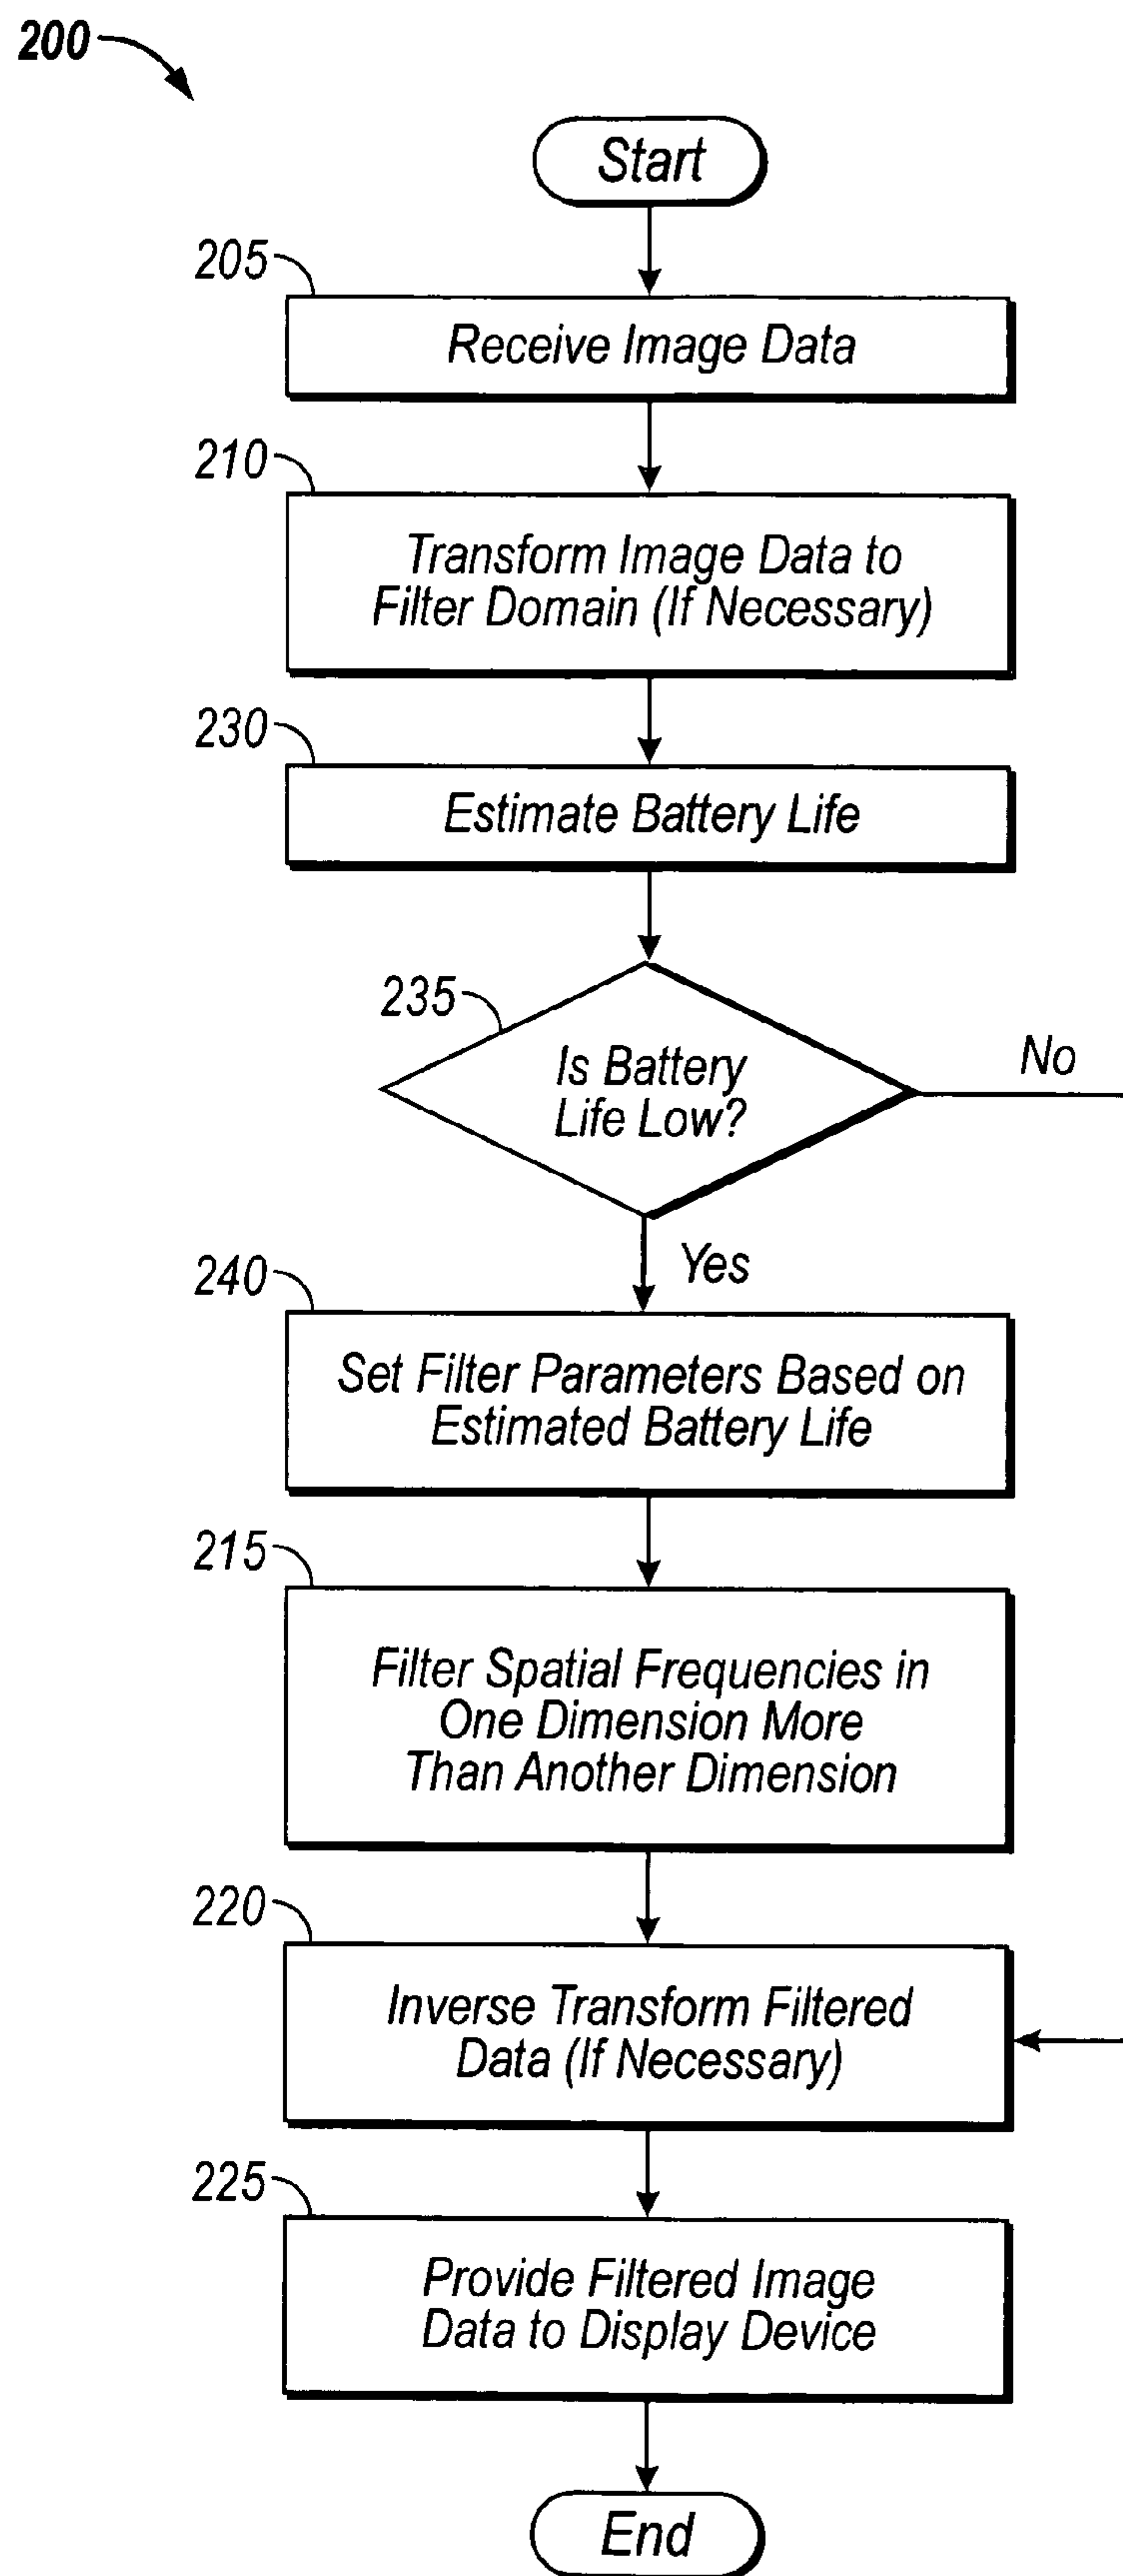 200
Start
205
Receive Image Data
210
Transform Image Data to
Filter Domain (If Necessary)
230
Estimate Battery Life
235
Is Battery
Life Low?
No
Yes
240
Set Filter Parameters Based on
Estimated Battery Life
215
Filter Spatial Frequencies in
One Dimension More
Than Another Dimension
220
Inverse Transform Filtered
Data (If Necessary)
225
Provide Filtered Image
Data to Display Device
End